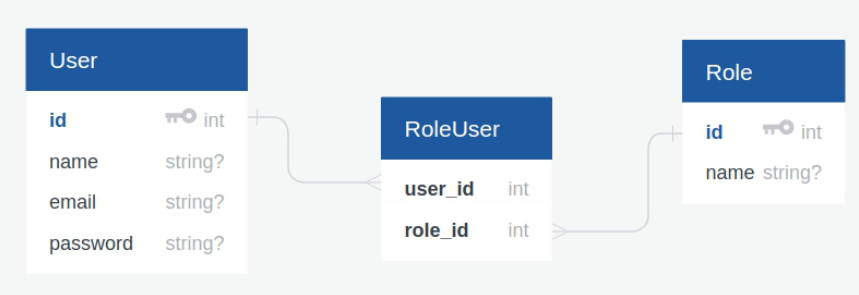 User
id int
name string?
email string?
password string?
RoleUser
user_id int
role_id int
Role
id int
name string?